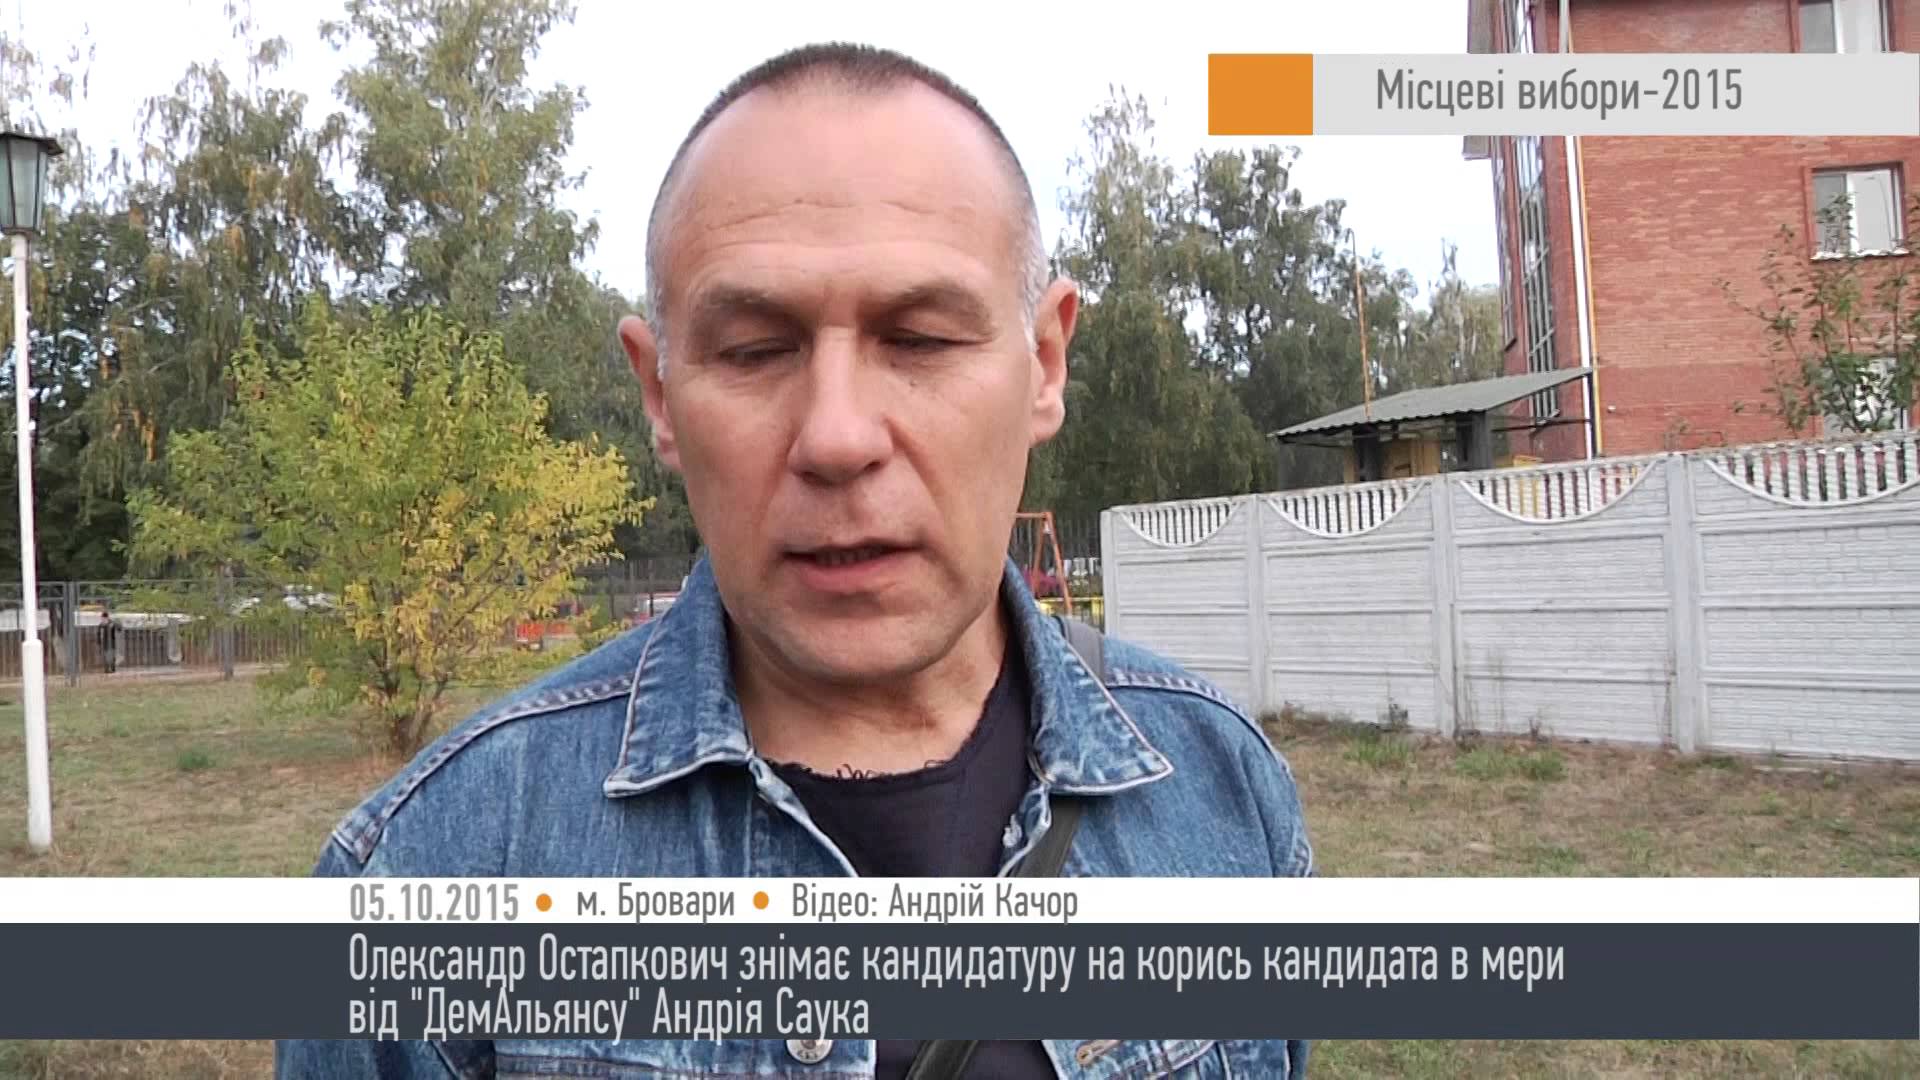 Місцеві вибори-2015
05.10.2015 • м. Бровари • Відео: Андрій Качор
Олександр Остапкович знімає кандидатуру на корись кандидата в мери
від "ДемАльянсу" Андрія Саука